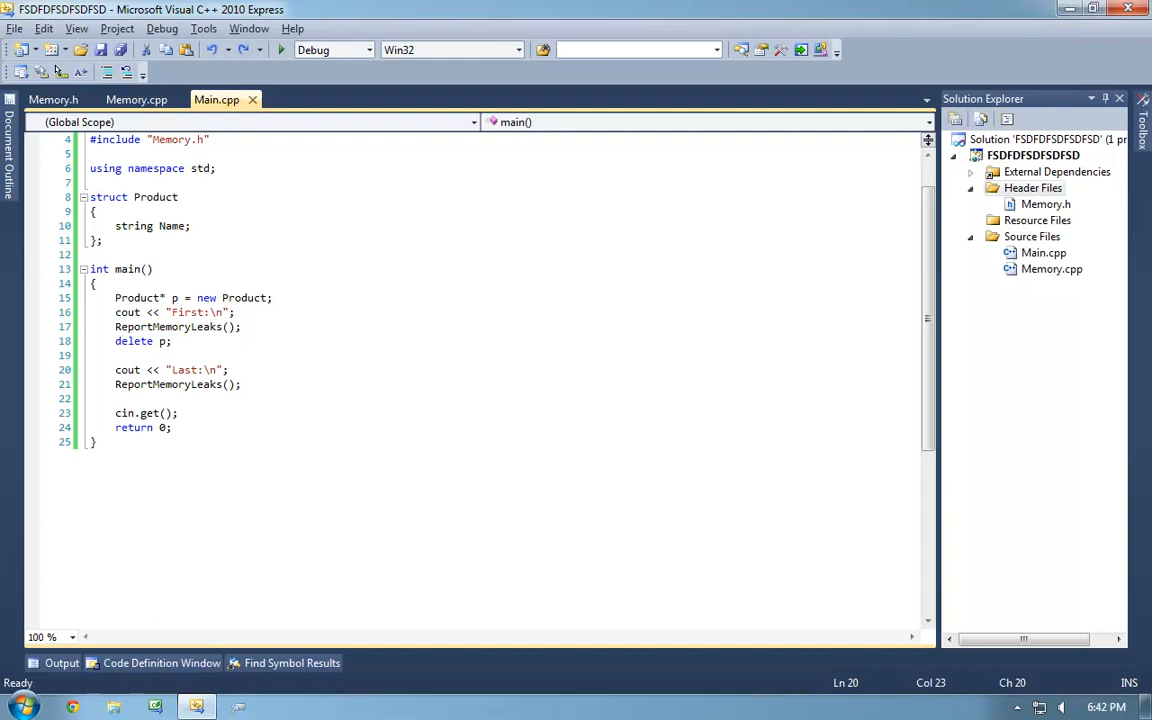 FSDFDFSDFSDFSD - Microsoft Visual C++ 2010 Express
File Edit View Project Debug Tools Window Help
Debug Win32
Memory.h Memory.cpp Main.cpp
(Global Scope) main()
4 #include "Memory.h"
5
6 using namespace std;
7
8 struct Product
9 {
10 string Name;
11 };
12
13 int main()
14 {
15 Product* p = new Product;
16 cout << "First:\n";
17 ReportMemoryLeaks();
18 delete p;
19
20 cout << "Last:\n";
21 ReportMemoryLeaks();
22
23 cin.get();
24 return 0;
25 }
100 %
Document Outline
Solution Explorer
Solution 'FSDFDFSDFSDFSD' (1 pr
FSDFDFSDFSDFSD
External Dependencies
Header Files
Memory.h
Resource Files
Source Files
Main.cpp
Memory.cpp
Toolbox
Output Code Definition Window Find Symbol Results
Ready Ln 20 Col 23 Ch 20 INS
6:42 PM